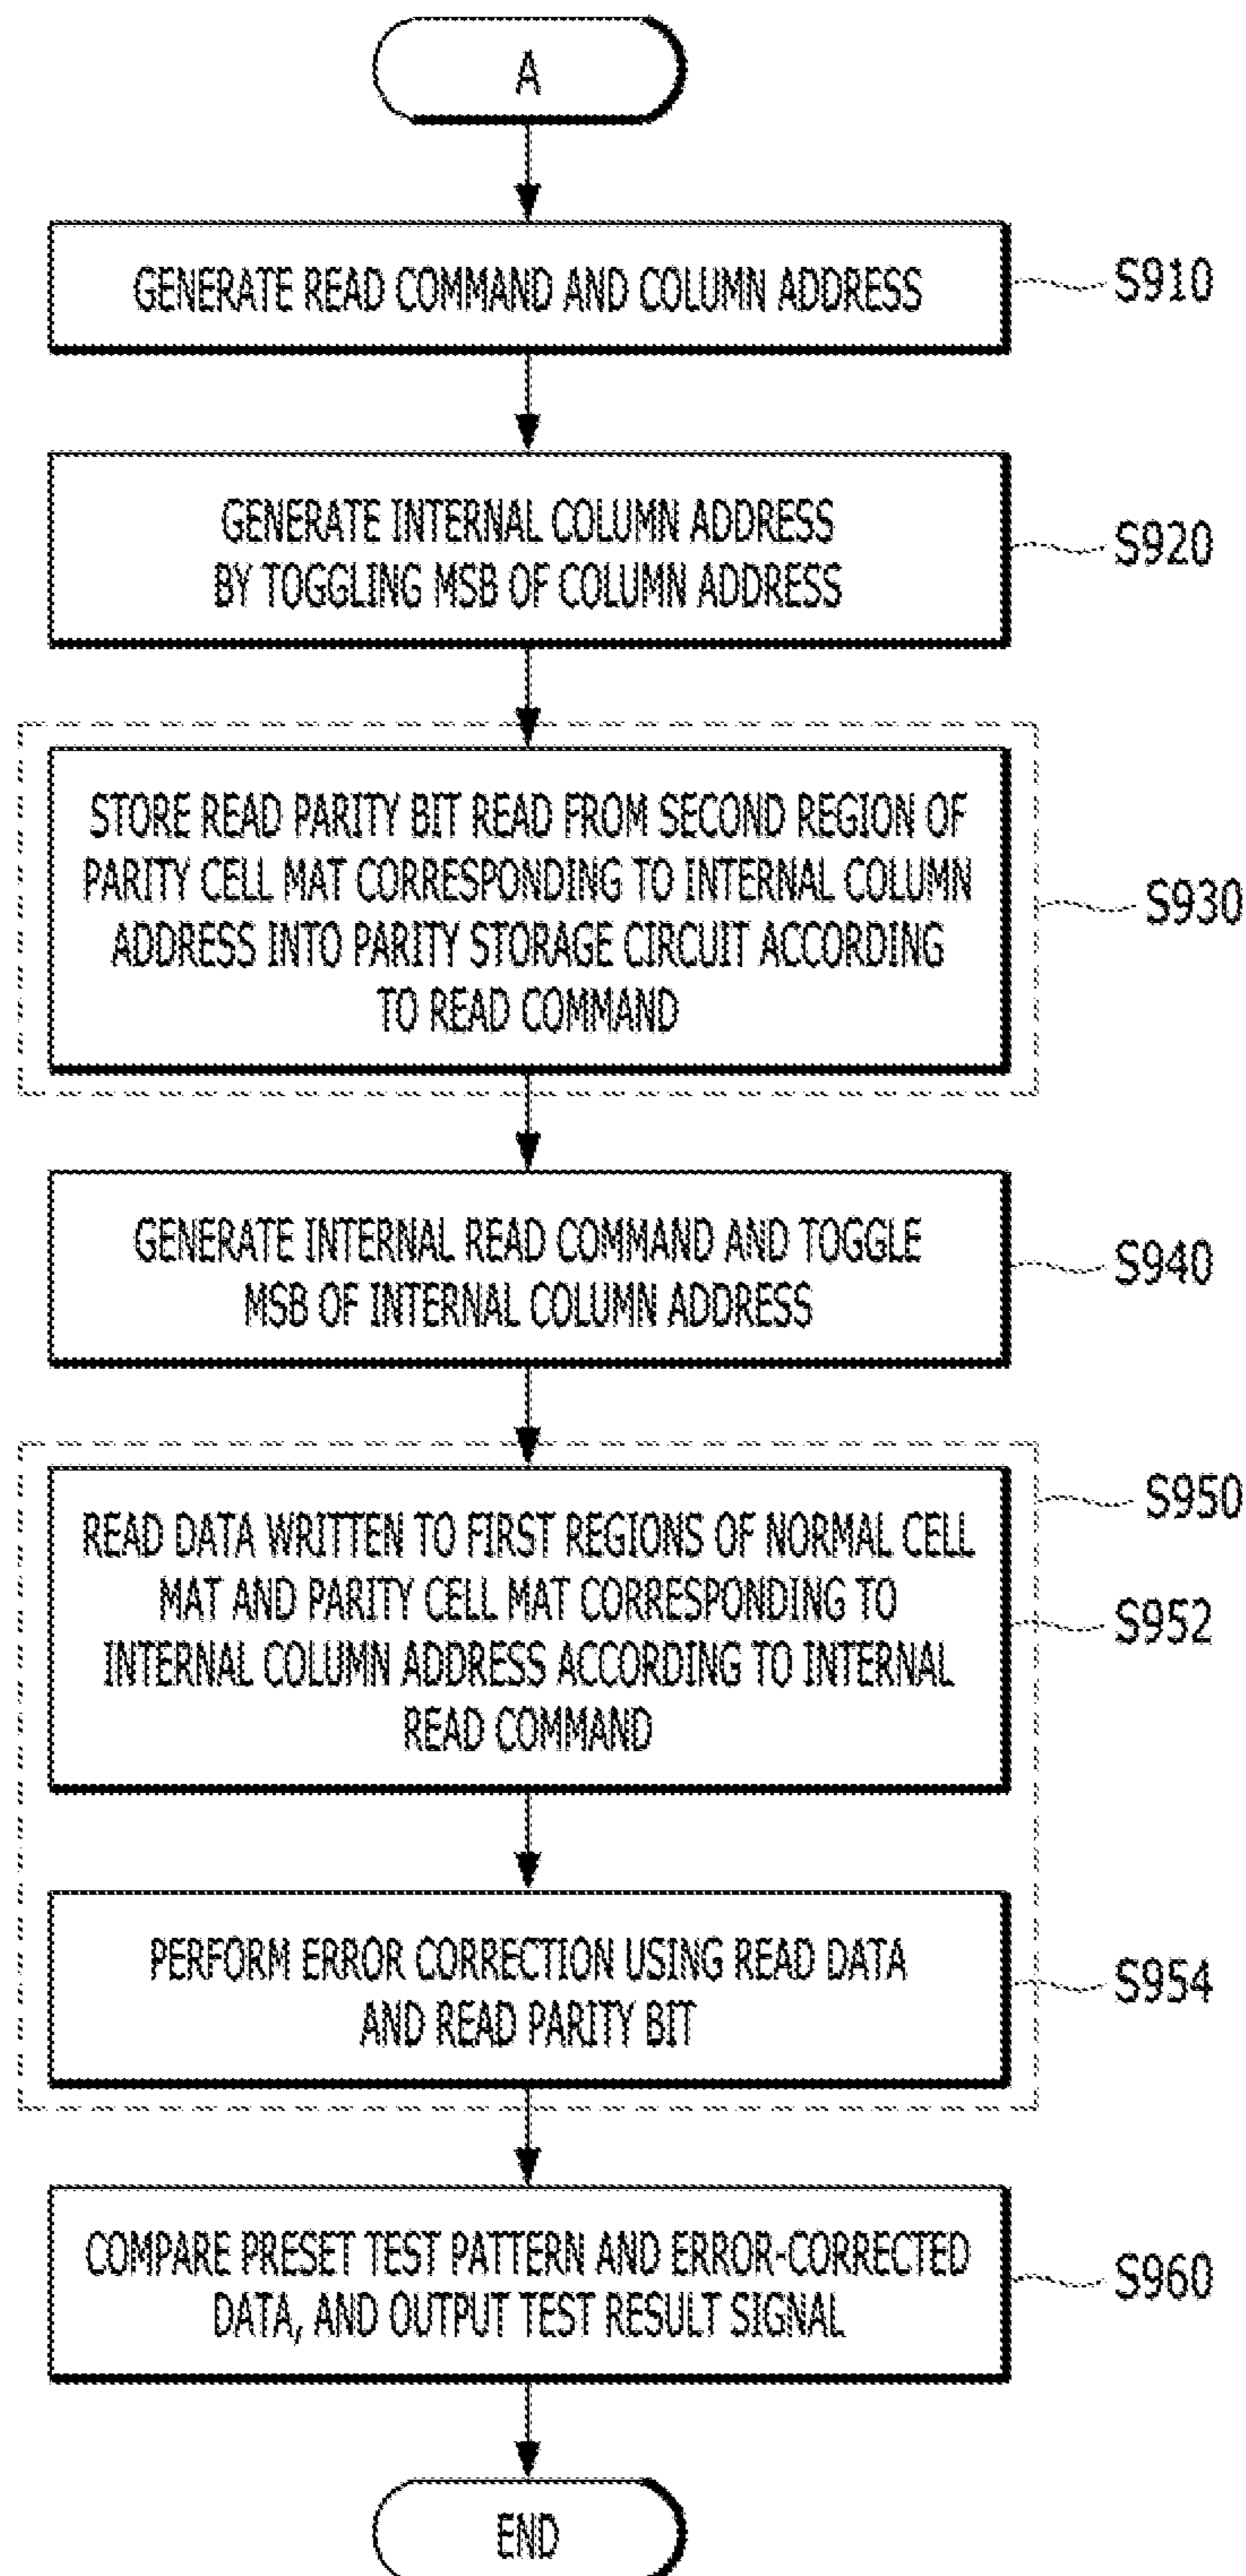 A
GENERATE READ COMMAND AND COLUMN ADDRESS
S910
GENERATE INTERNAL COLUMN ADDRESS
BY TOGGLING MSB OF COLUMN ADDRESS
S920
STORE READ PARITY BIT READ FROM SECOND REGION OF
PARITY CELL MAT CORRESPONDING TO INTERNAL COLUMN
ADDRESS INTO PARITY STORAGE CIRCUIT ACCORDING
TO READ COMMAND
S930
GENERATE INTERNAL READ COMMAND AND TOGGLE
MSB OF INTERNAL COLUMN ADDRESS
S940
S950
READ DATA WRITTEN TO FIRST REGIONS OF NORMAL CELL
MAT AND PARITY CELL MAT CORRESPONDING TO
INTERNAL COLUMN ADDRESS ACCORDING TO INTERNAL
READ COMMAND
S952
PERFORM ERROR CORRECTION USING READ DATA
AND READ PARITY BIT
S954
COMPARE PRESET TEST PATTERN AND ERROR-CORRECTED
DATA, AND OUTPUT TEST RESULT SIGNAL
S960
END